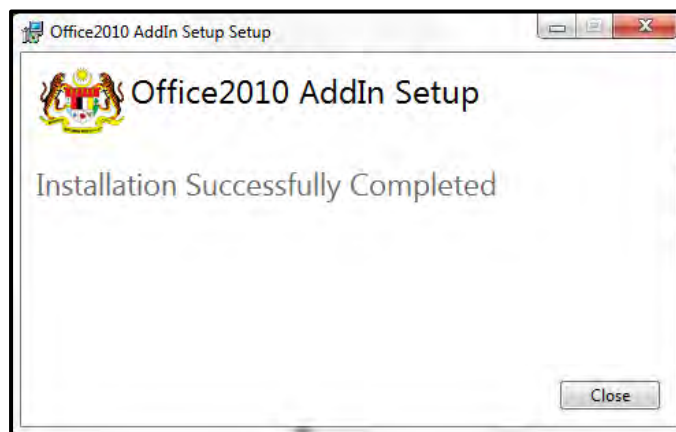 Office2010 AddIn Setup Setup
Office2010 AddIn Setup
Installation Successfully Completed
Close